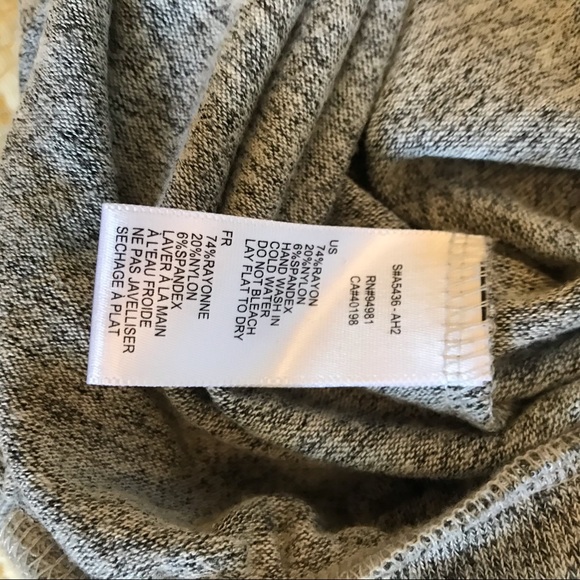 S#A5436-AH2
RN#94981
CA#40198
US
74%RAYON
20%NYLON
6%SPANDEX
HAND WASH IN
COLD WATER
DO NOT BLEACH
LAY FLAT TO DRY
FR
74%RAYONNE
20%NYLON
6%SPANDEX
LAVER À LA MAIN
À L'EAU FROIDE
NE PAS JAVELLISER
SECHAGE À PLAT